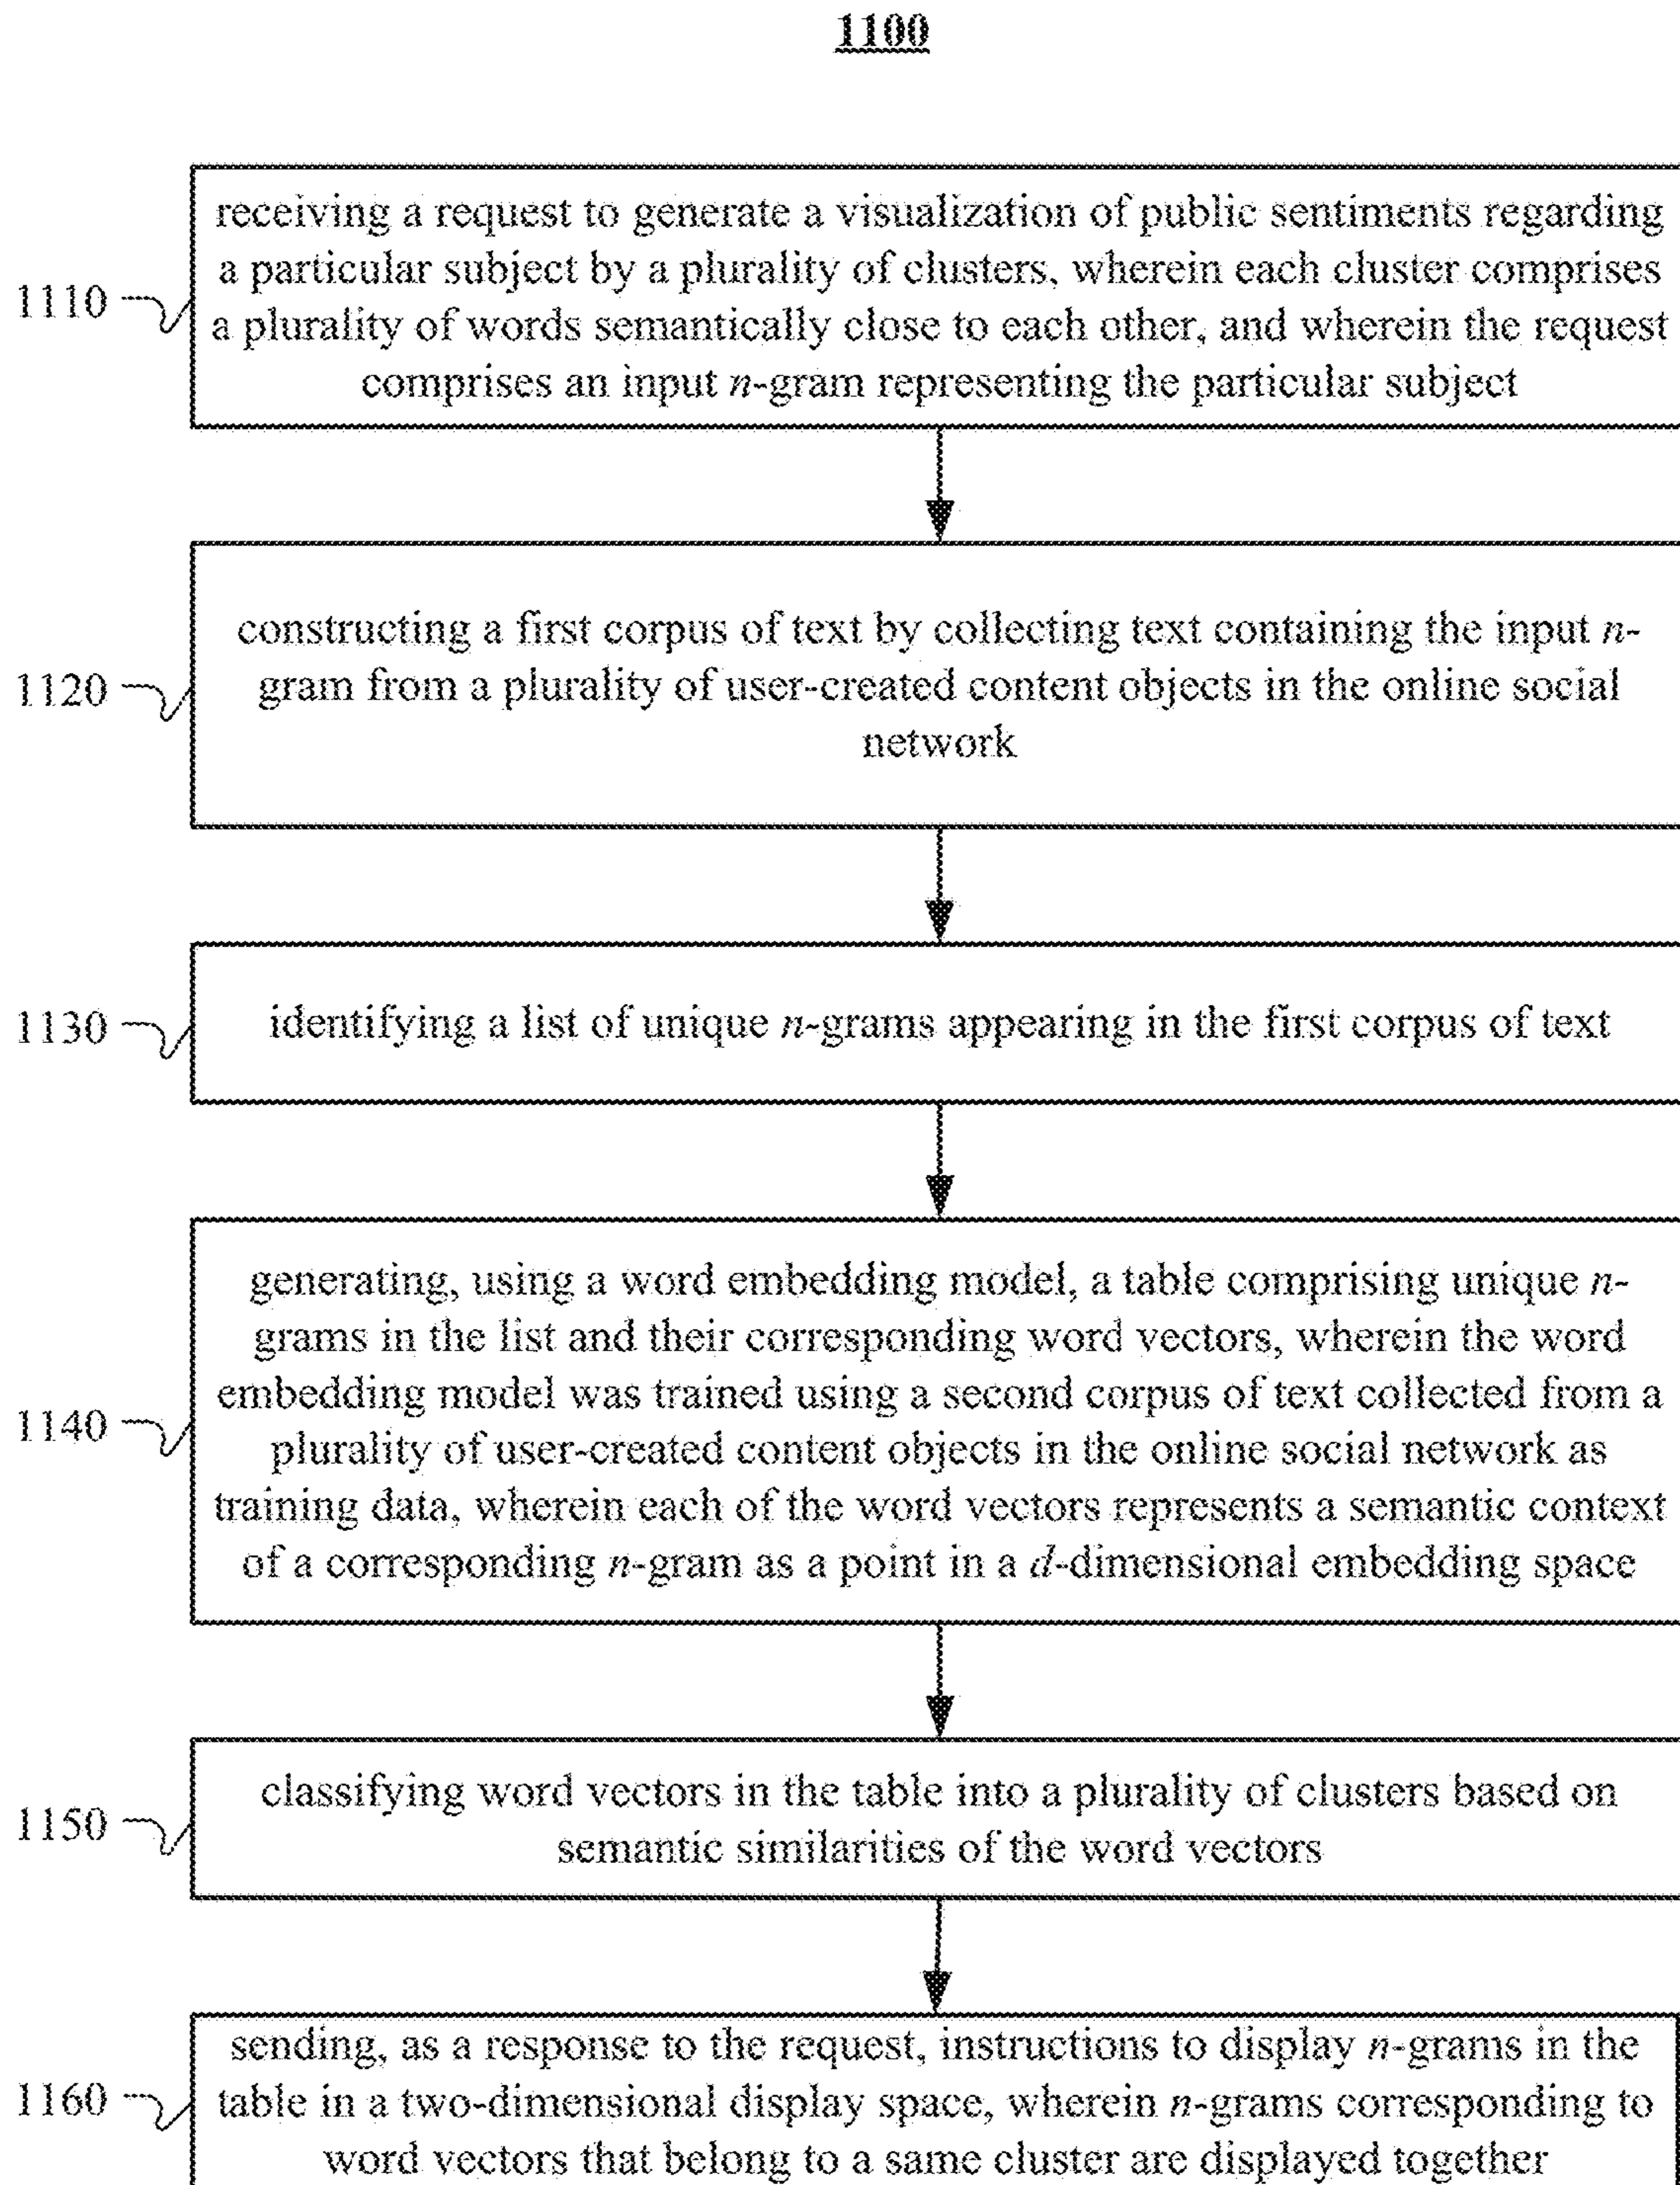 1100
receiving a request to generate a visualization of public sentiments regarding
a particular subject by a plurality of clusters, wherein each cluster comprises
a plurality of words semantically close to each other, and wherein the request
comprises an input n-gram representing the particular subject
1110
constructing a first corpus of text by collecting text containing the input n-
gram from a plurality of user-created content objects in the online social
network
1120
identifying a list of unique n-grams appearing in the first corpus of text
1130
generating, using a word embedding model, a table comprising unique n-
grams in the list and their corresponding word vectors, wherein the word
embedding model was trained using a second corpus of text collected from a
plurality of user-created content objects in the online social network as
training data, wherein each of the word vectors represents a semantic context
of a corresponding n-gram as a point in a d-dimensional embedding space
1140
classifying word vectors in the table into a plurality of clusters based on
semantic similarities of the word vectors
1150
sending, as a response to the request, instructions to display n-grams in the
table in a two-dimensional display space, wherein n-grams corresponding to
word vectors that belong to a same cluster are displayed together
1160